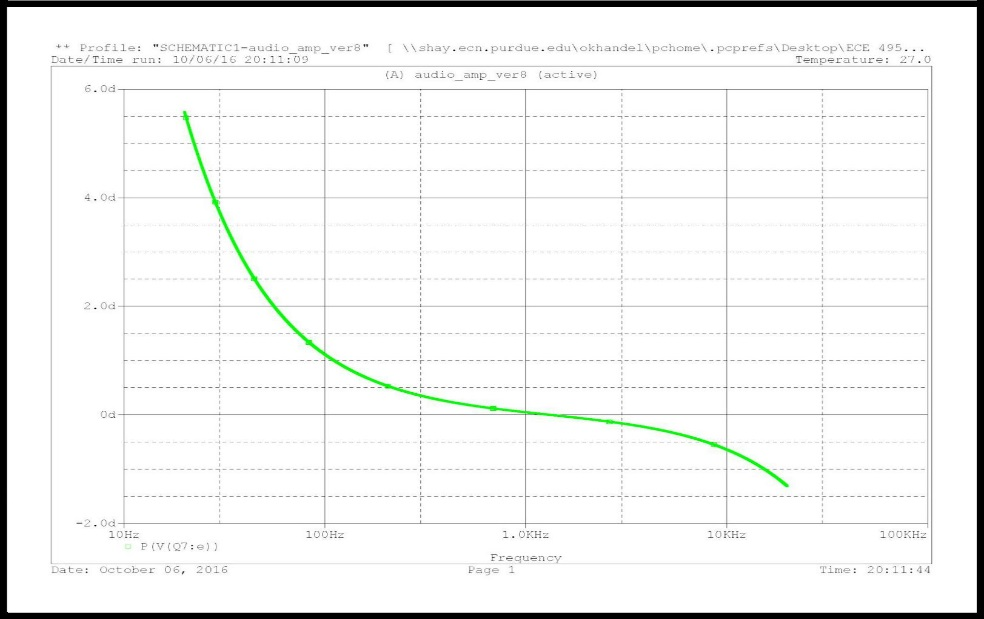 ** Profile: "SCHEMATIC1-audio_amp_ver8"  [ \\shay.ecn.purdue.edu\okhandel\pchome\.pcprefs\Desktop\ECE 495...
Date/Time run: 10/06/16 20:11:09 Temperature: 27.0
(A) audio_amp_ver8 (active)
6.0d
4.0d
2.0d
0d
-2.0d
10Hz 100Hz 1.0KHz 10KHz 100KHz
P(V(Q7:e))
Frequency
Date: October 06, 2016 Page 1 Time: 20:11:44